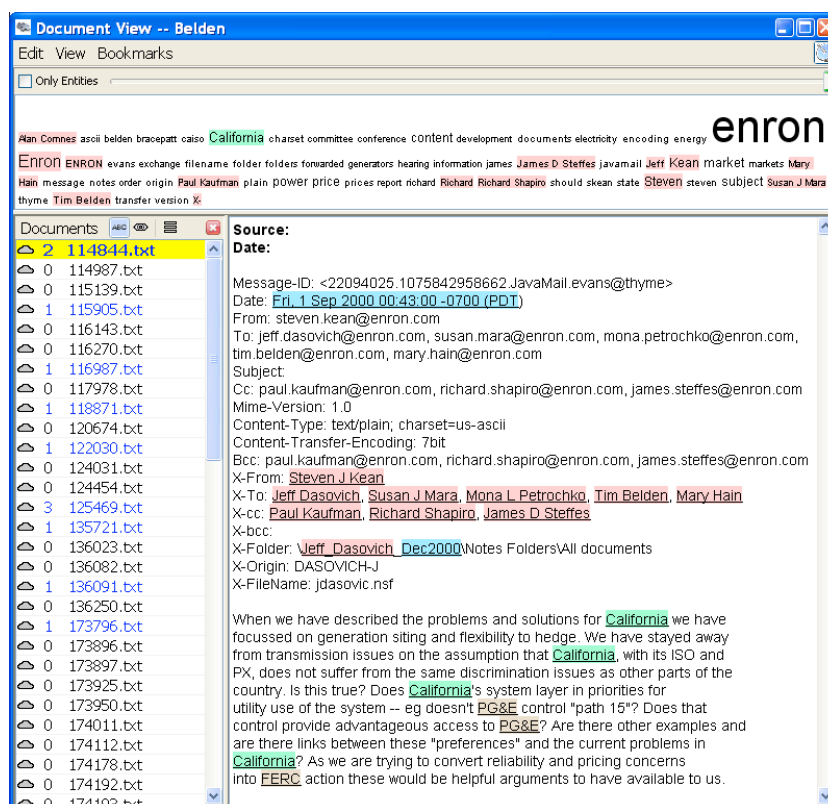 Document View -- Belden
Edit View Bookmarks
Only Entities
Alan Comnes ascii belden bracepatt caiso California charset committee conference content development documents electricity encoding energy enron
Enron ENRON evans exchange filename folder folders forwarded generators hearing information james James D Steffes javamail Jeff Kean market markets Mary
Hain message notes order origin Paul Kaufman plain power price prices report richard Richard Richard Shapiro should skean state Steven steven subject Susan J Mara
thyme Tim Belden transfer version X-
Documents ABC
2 114844.txt
0 114987.txt
0 115139.txt
1 115905.txt
0 116143.txt
0 116270.txt
1 116987.txt
0 117978.txt
1 118871.txt
0 120674.txt
1 122030.txt
0 124031.txt
0 124454.txt
3 125469.txt
1 135721.txt
0 136023.txt
0 136082.txt
1 136091.txt
0 136250.txt
1 173796.txt
0 173896.txt
0 173897.txt
0 173925.txt
0 173950.txt
0 174011.txt
0 174112.txt
0 174178.txt
0 174192.txt
0 174193.txt
Source:
Date:
Message-ID: <22094025.1075842958662.JavaMail.evans@thyme>
Date: Fri, 1 Sep 2000 00:43:00 -0700 (PDT)
From: steven.kean@enron.com
To: jeff.dasovich@enron.com, susan.mara@enron.com, mona.petrochko@enron.com,
tim.belden@enron.com, mary.hain@enron.com
Subject:
Cc: paul.kaufman@enron.com, richard.shapiro@enron.com, james.steffes@enron.com
Mime-Version: 1.0
Content-Type: text/plain; charset=us-ascii
Content-Transfer-Encoding: 7bit
Bcc: paul.kaufman@enron.com, richard.shapiro@enron.com, james.steffes@enron.com
X-From: Steven J Kean
X-To: Jeff Dasovich, Susan J Mara, Mona L Petrochko, Tim Belden, Mary Hain
X-cc: Paul Kaufman, Richard Shapiro, James D Steffes
X-bcc:
X-Folder: \Jeff_Dasovich_Dec2000\Notes Folders\All documents
X-Origin: DASOVICH-J
X-FileName: jdasovic.nsf
When we have described the problems and solutions for California we have
focussed on generation siting and flexibility to hedge. We have stayed away
from transmission issues on the assumption that California, with its ISO and
PX, does not suffer from the same discrimination issues as other parts of the
country. Is this true? Does California's system layer in priorities for
utility use of the system -- eg doesn't PG&E control "path 15"? Does that
control provide advantageous access to PG&E? Are there other examples and
are there links between these "preferences" and the current problems in
California? As we are trying to convert reliability and pricing concerns
into FERC action these would be helpful arguments to have available to us.